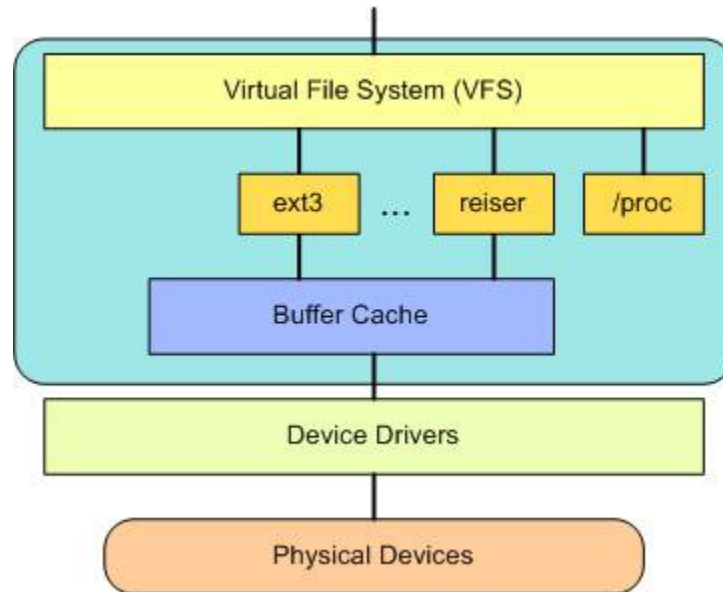 Virtual File System (VFS)
ext3 ... reiser /proc
Buffer Cache
Device Drivers
Physical Devices